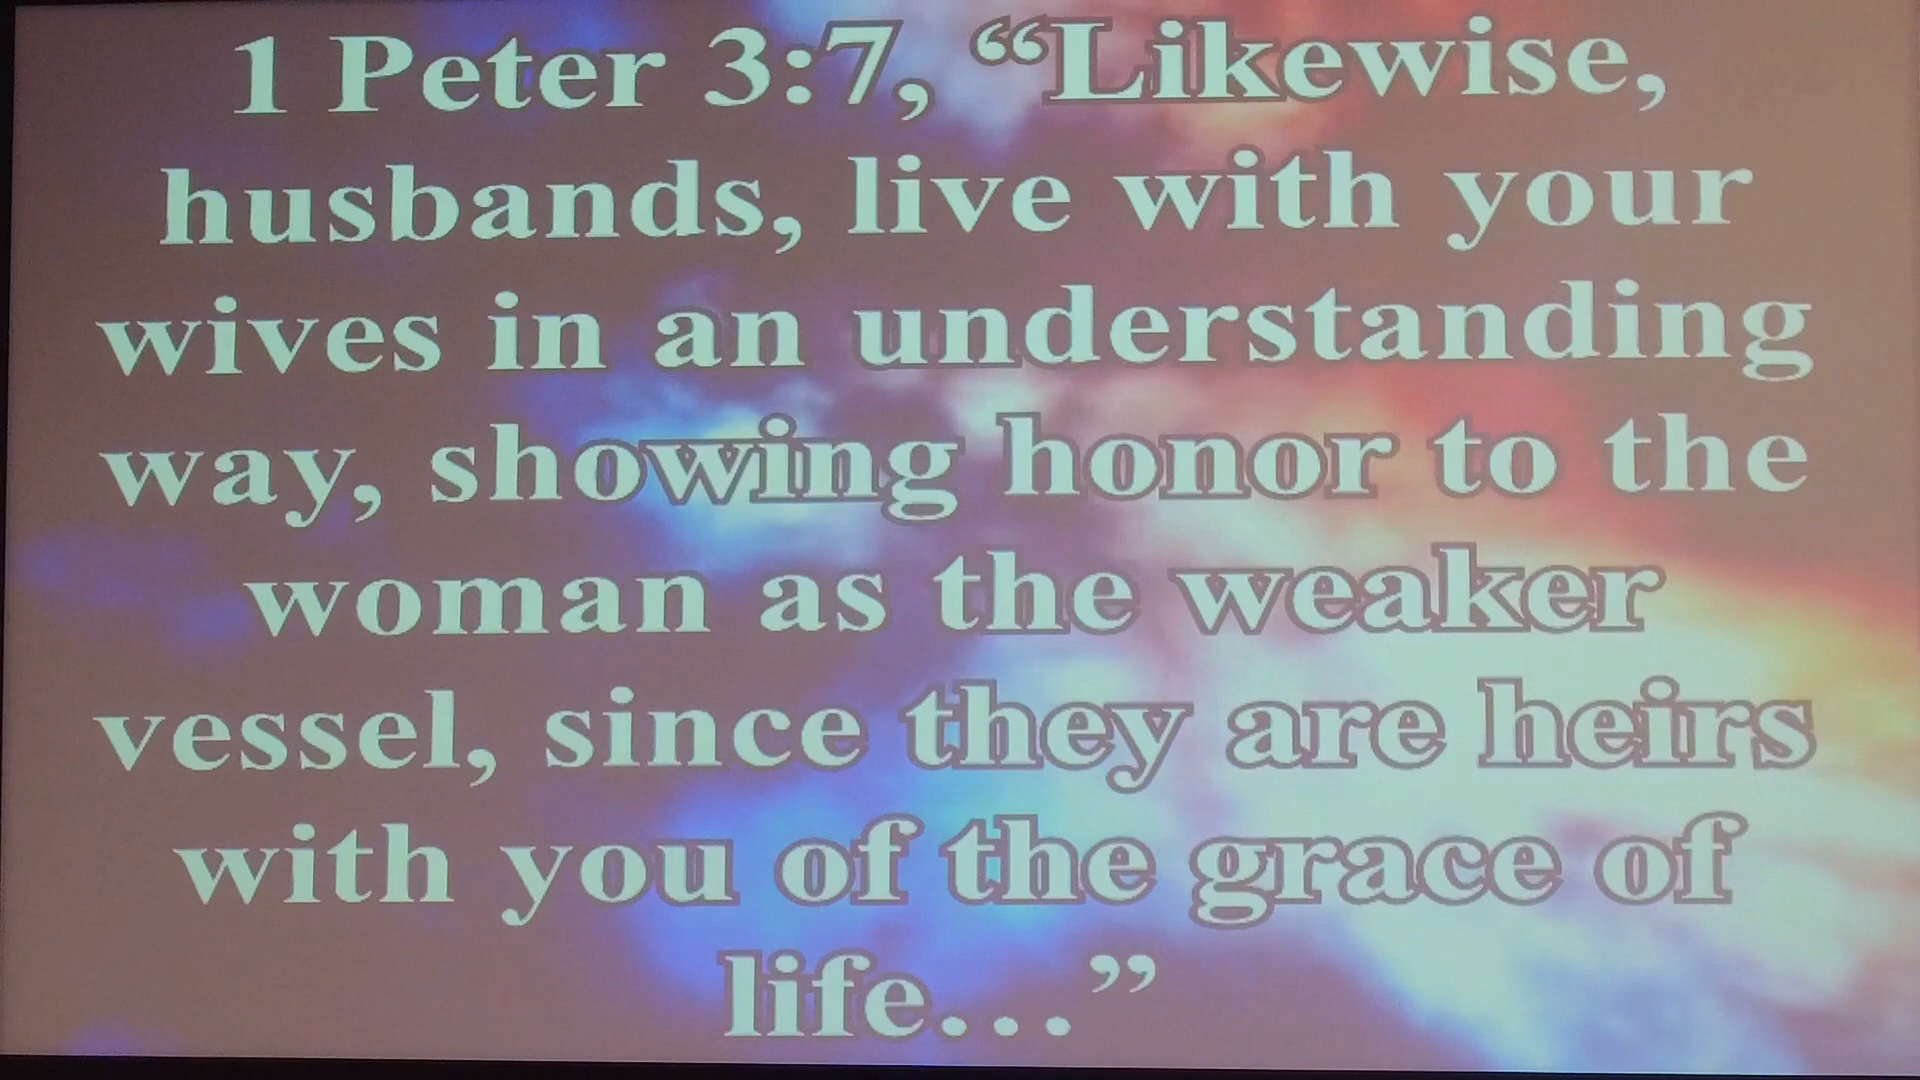 1 Peter 3:7, “Likewise,
husbands, live with your
wives in an understanding
way, showing honor to the
woman as the weaker
vessel, since they are heirs
with you of the grace of
life…”